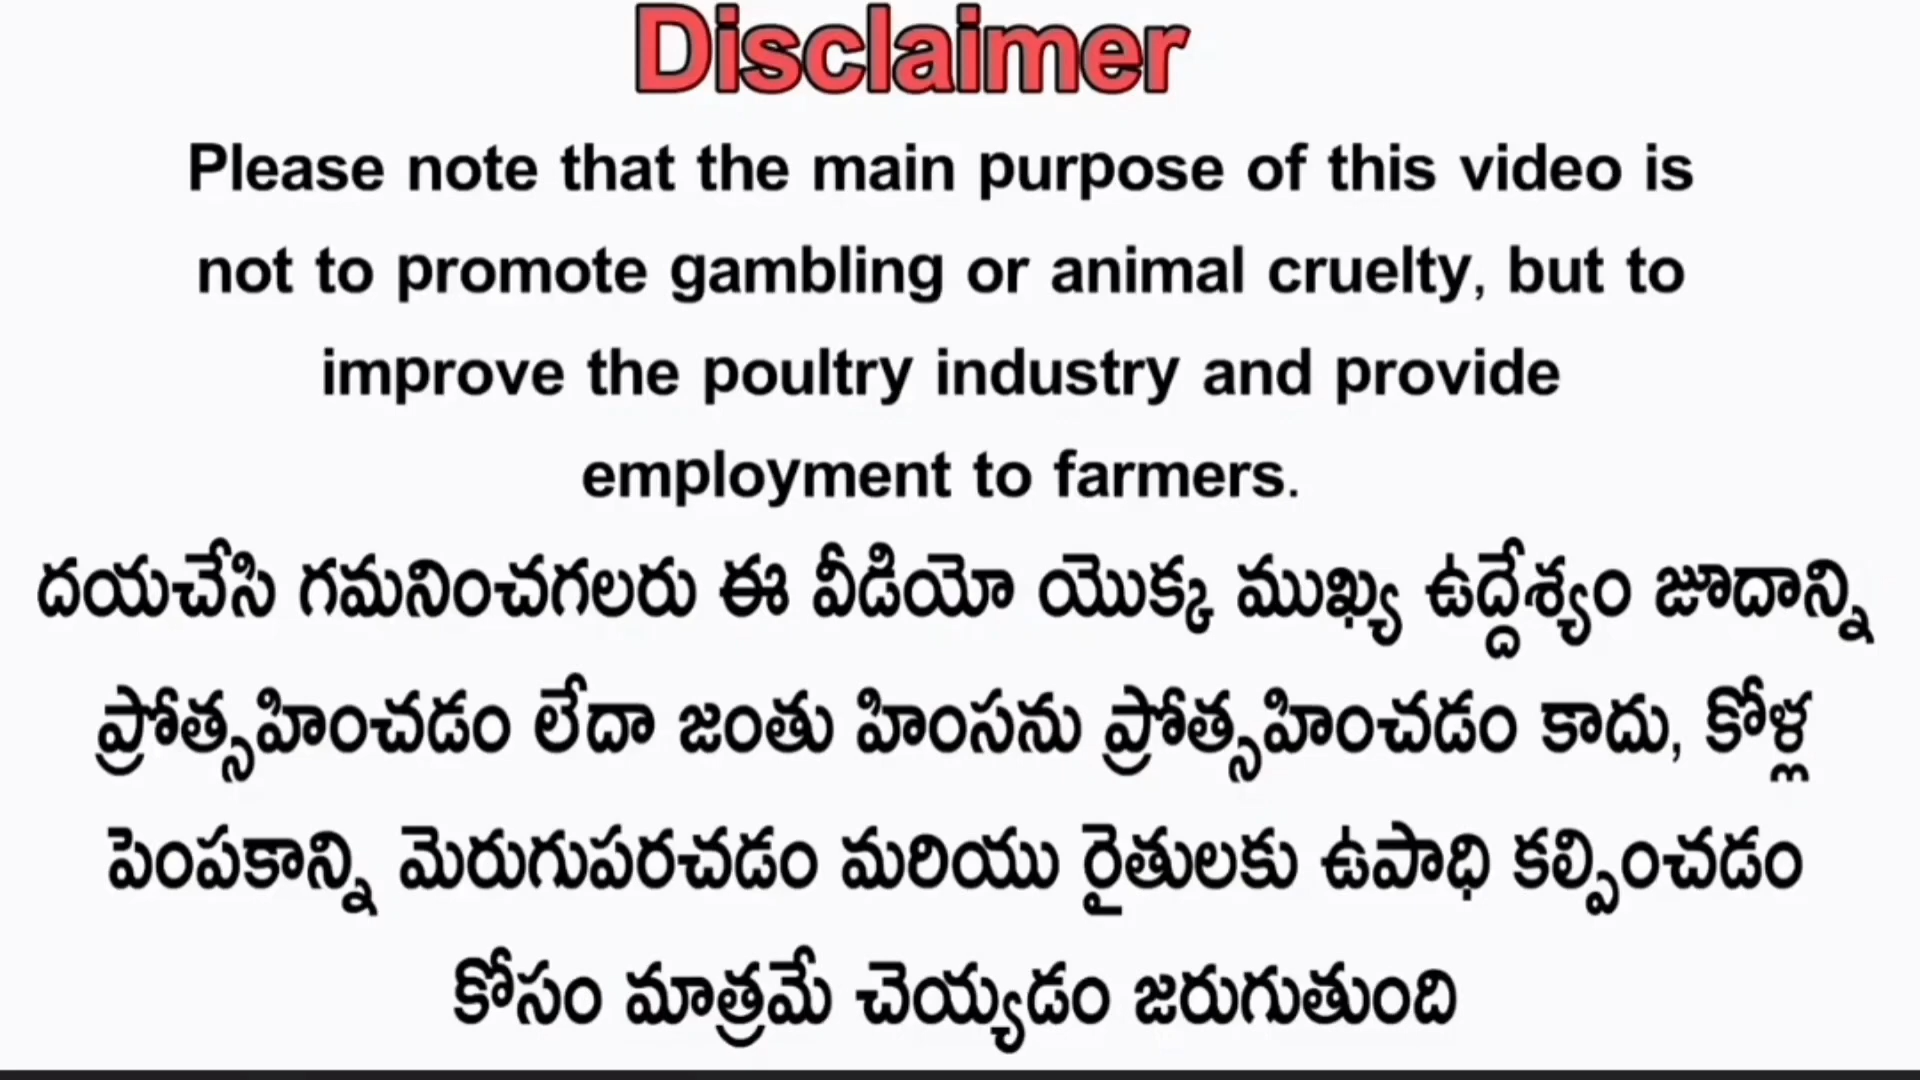 Disclaimer
Please note that the main purpose of this video is
not to promote gambling or animal cruelty, but to
improve the poultry industry and provide
employment to farmers.
దయచేసి గమనించగలరు ఈ వీడియో యొక్క ముఖ్య ఉద్దేశ్యం జూదాన్ని
ప్రోత్సహించడం లేదా జంతు హింసను ప్రోత్సహించడం కాదు, కోళ్ల
పెంపకాన్ని మెరుగుపరచడం మరియు రైతులకు ఉపాధి కల్పించడం
కోసం మాత్రమే చెయ్యడం జరుగుతుంది